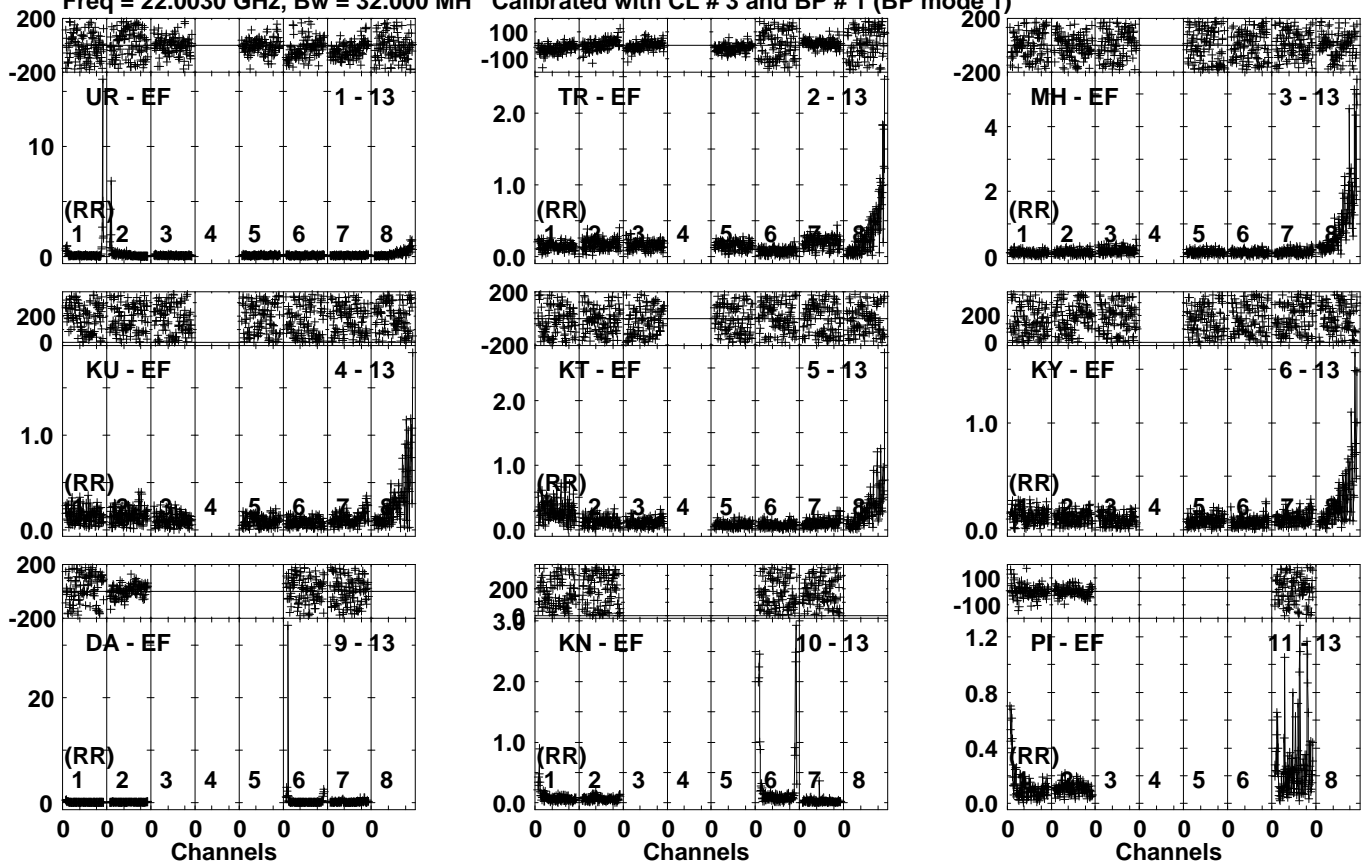 Freq = 22.0030 GHz, Bw = 32.000 MH Calibrated with CL # 3 and BP # 1 (BP mode 1)
200
-200
UR - EF 1 - 13
10
0
(RR)
1 2 3 4 5 6 7 8
100
-100
TR - EF 2 - 13
2.0
1.0
0.0
(RR)
1 2 3 4 5 6 7 8
200
-200
MH - EF 3 - 13
4
2
0
(RR)
1 2 3 4 5 6 7 8
200
0
KU - EF 4 - 13
1.0
0.0
(RR)
1 2 3 4 5 6 7 8
200
-200
KT - EF 5 - 13
2.0
1.0
0.0
(RR)
1 2 3 4 5 6 7 8
200
0
KY - EF 6 - 13
1.0
0.0
(RR)
1 2 3 4 5 6 7 8
200
-200
DA - EF 9 - 13
20
0
(RR)
1 2 3 4 5 6 7 8
0 0 0 0 0 0 0 0
Channels
200
0
3.0
KN - EF 10 - 13
2.0
1.0
0.0
(RR)
1 2 3 4 5 6 7 8
0 0 0 0 0 0 0 0
Channels
100
-100
PI - EF 11 - 13
1.2
0.8
0.4
0.0
(RR)
1 2 3 4 5 6 8
0 0 0 0 0 0 0 0
Channels